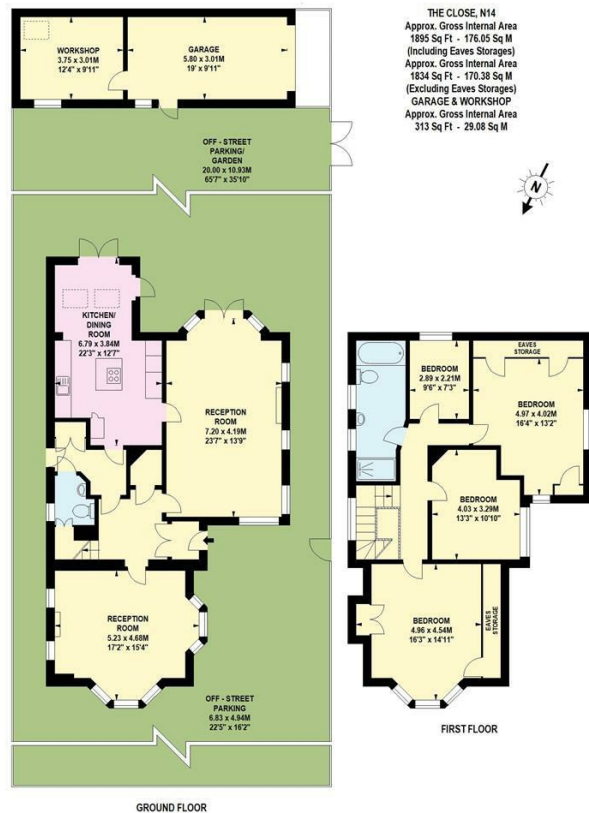 THE CLOSE, N14
Approx. Gross Internal Area
1895 Sq Ft - 176.05 Sq M
(Including Eaves Storages)
Approx. Gross Internal Area
1834 Sq Ft - 170.38 Sq M
(Excluding Eaves Storages)
GARAGE & WORKSHOP
Approx. Gross Internal Area
313 Sq Ft - 29.08 Sq M
N
WORKSHOP
3.75 x 3.01M
12'4" x 9'11"
GARAGE
5.80 x 3.01M
19' x 9'11"
OFF - STREET
PARKING/
GARDEN
20.00 x 10.93M
65'7" x 35'10"
KITCHEN/
DINING
ROOM
6.79 x 3.84M
22'3" x 12'7"
RECEPTION
ROOM
7.20 x 4.19M
23'7" x 13'9"
RECEPTION
ROOM
5.23 x 4.68M
17'2" x 15'4"
OFF - STREET
PARKING
6.83 x 4.94M
22'5" x 16'2"
GROUND FLOOR
EAVES
STORAGE
BEDROOM
2.89 x 2.21M
9'6" x 7'3"
BEDROOM
4.97 x 4.02M
16'4" x 13'2"
BEDROOM
4.03 x 3.29M
13'3" x 10'10"
BEDROOM
4.96 x 4.54M
16'3" x 14'11"
EAVES
STORAGE
FIRST FLOOR